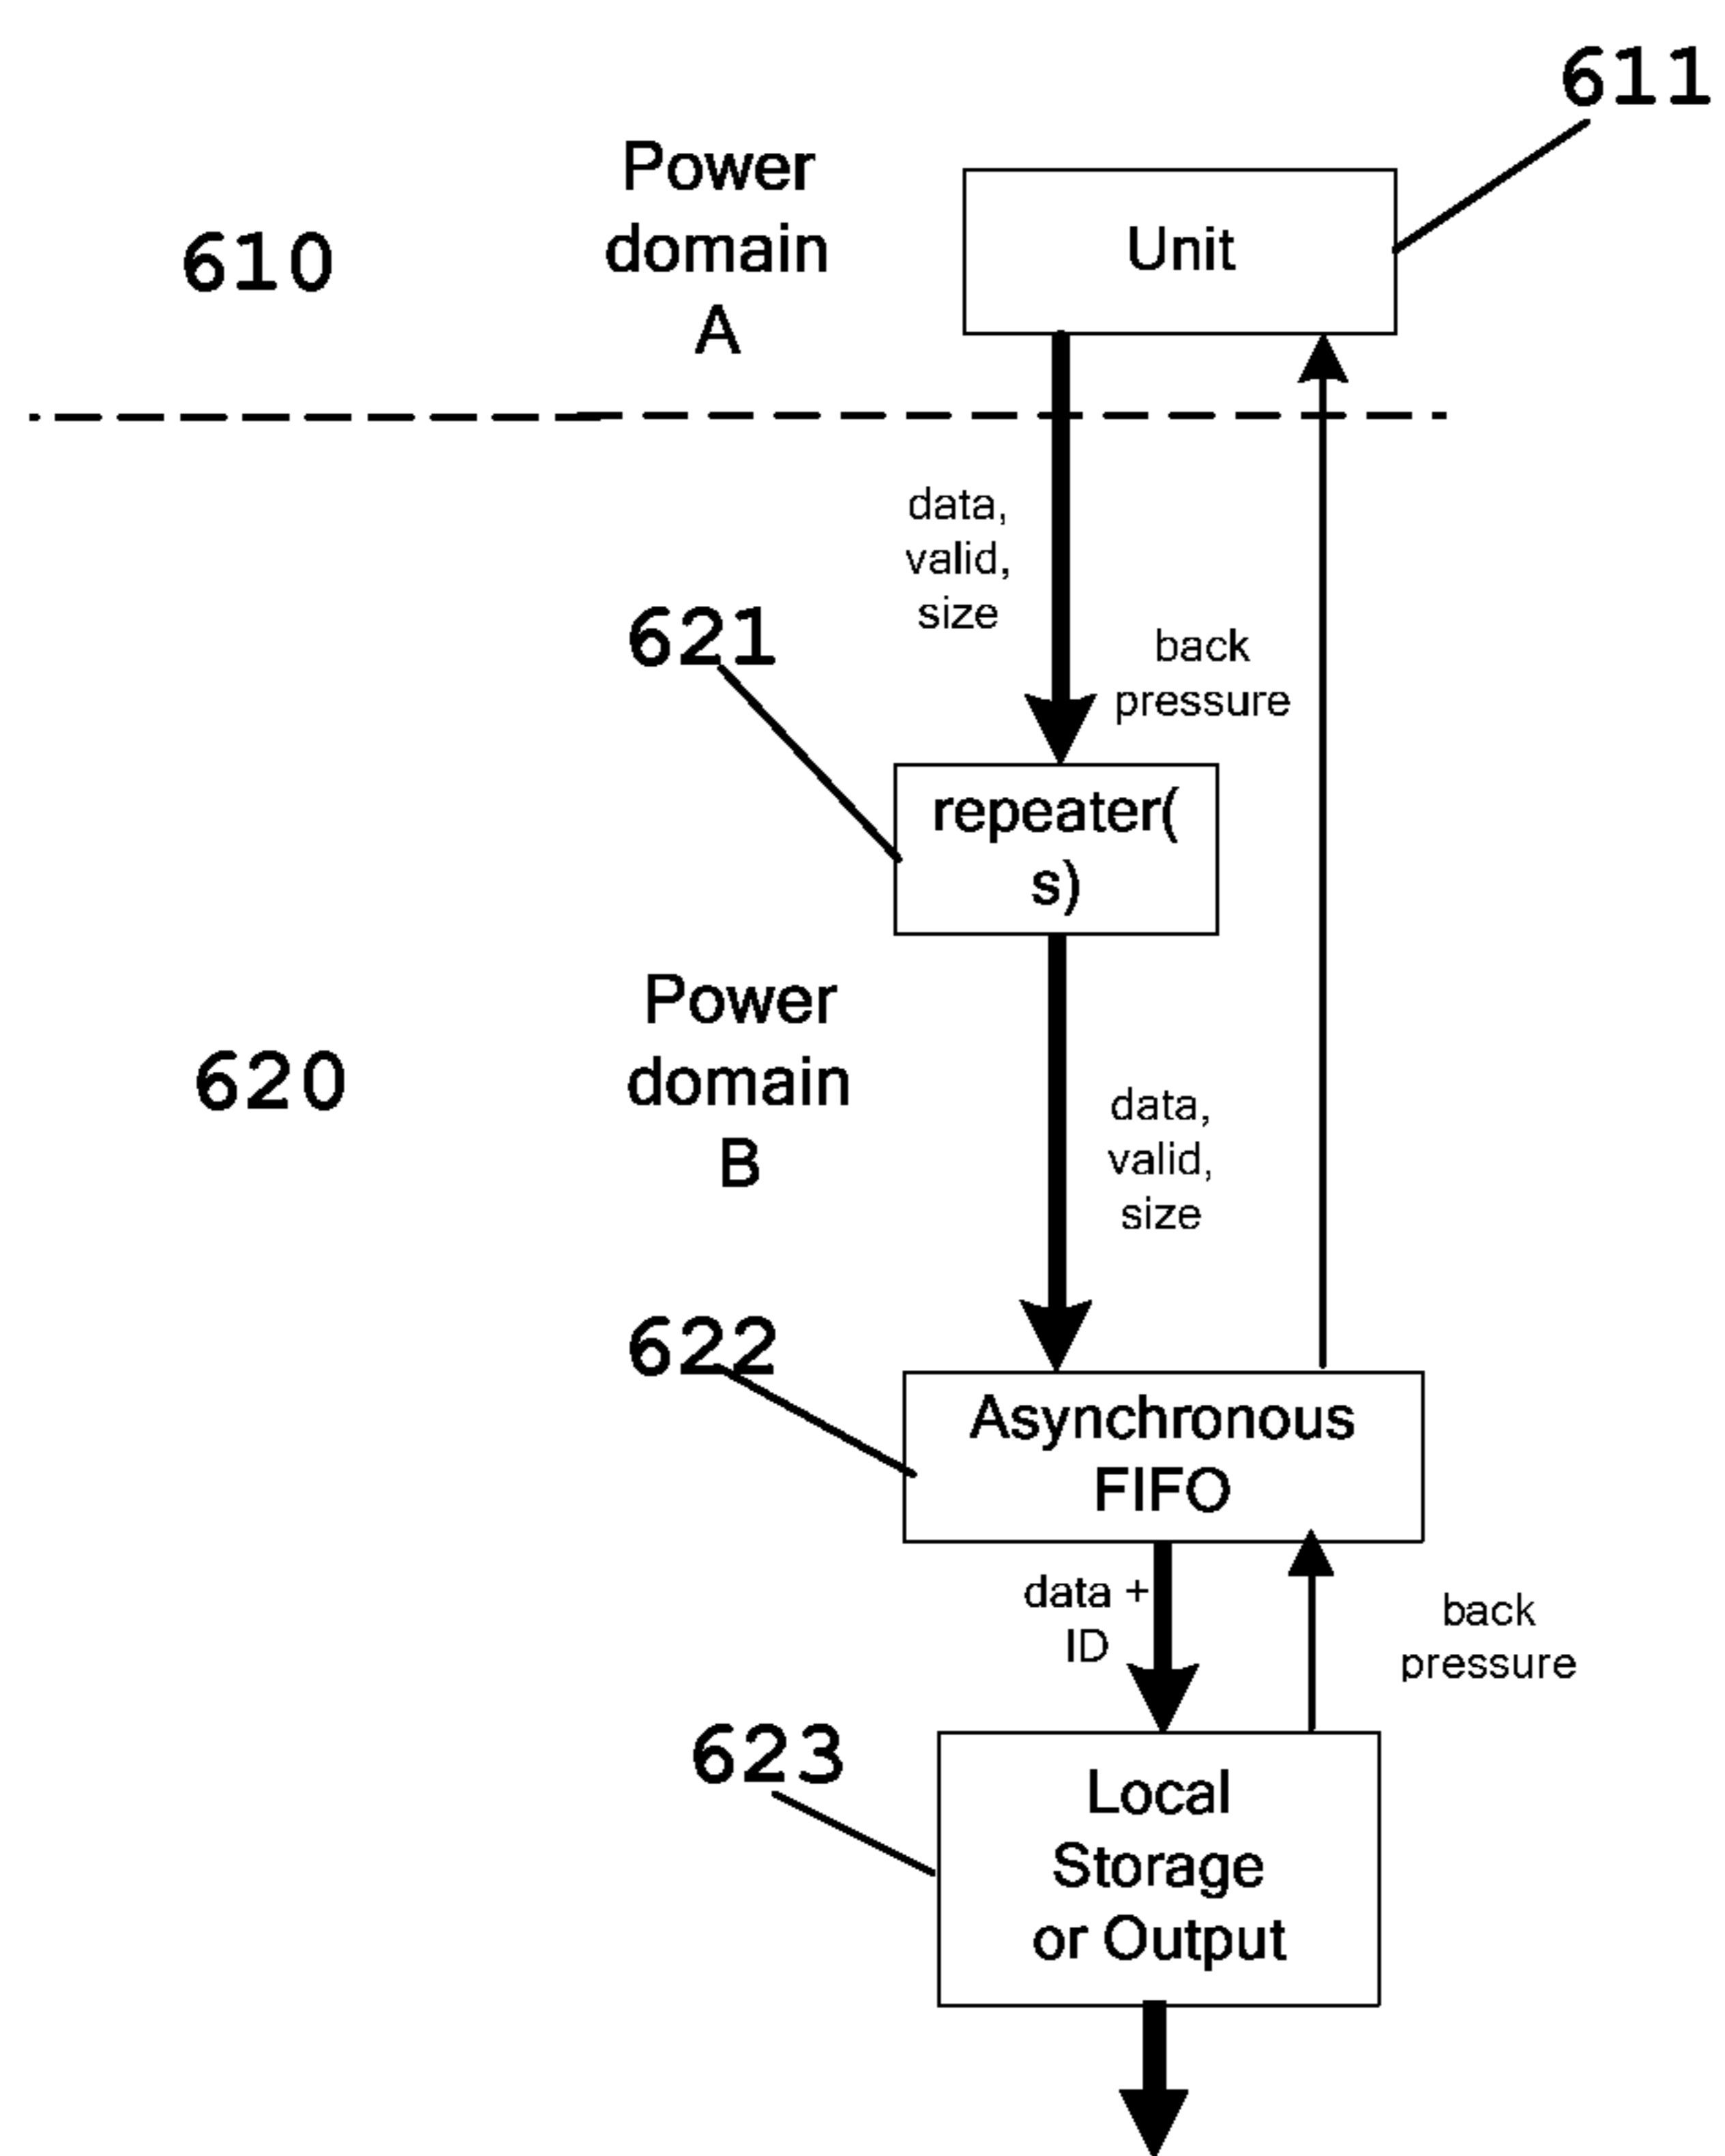 611
Power
domain
A
610
Unit
data,
valid,
size
621
back
pressure
repeater(
s)
Power
domain
B
620
data,
valid,
size
622
Asynchronous
FIFO
data +
ID
back
pressure
623
Local
Storage
or Output